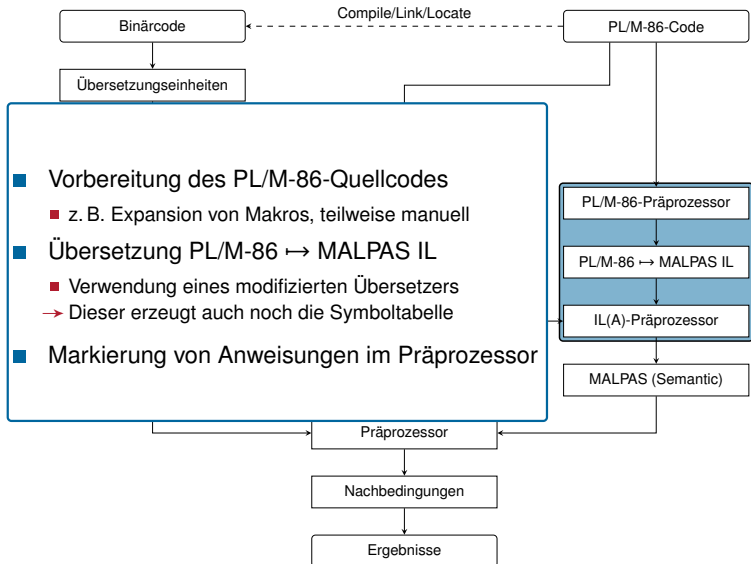 Compile/Link/Locate
Binärcode
PL/M-86-Code
Übersetzungseinheiten
Vorbereitung des PL/M-86-Quellcodes
z. B. Expansion von Makros, teilweise manuell
Übersetzung PL/M-86 ↦ MALPAS IL
Verwendung eines modifizierten Übersetzers
→ Dieser erzeugt auch noch die Symboltabelle
Markierung von Anweisungen im Präprozessor
PL/M-86-Präprozessor
PL/M-86 ↦ MALPAS IL
IL(A)-Präprozessor
MALPAS (Semantic)
Präprozessor
Nachbedingungen
Ergebnisse